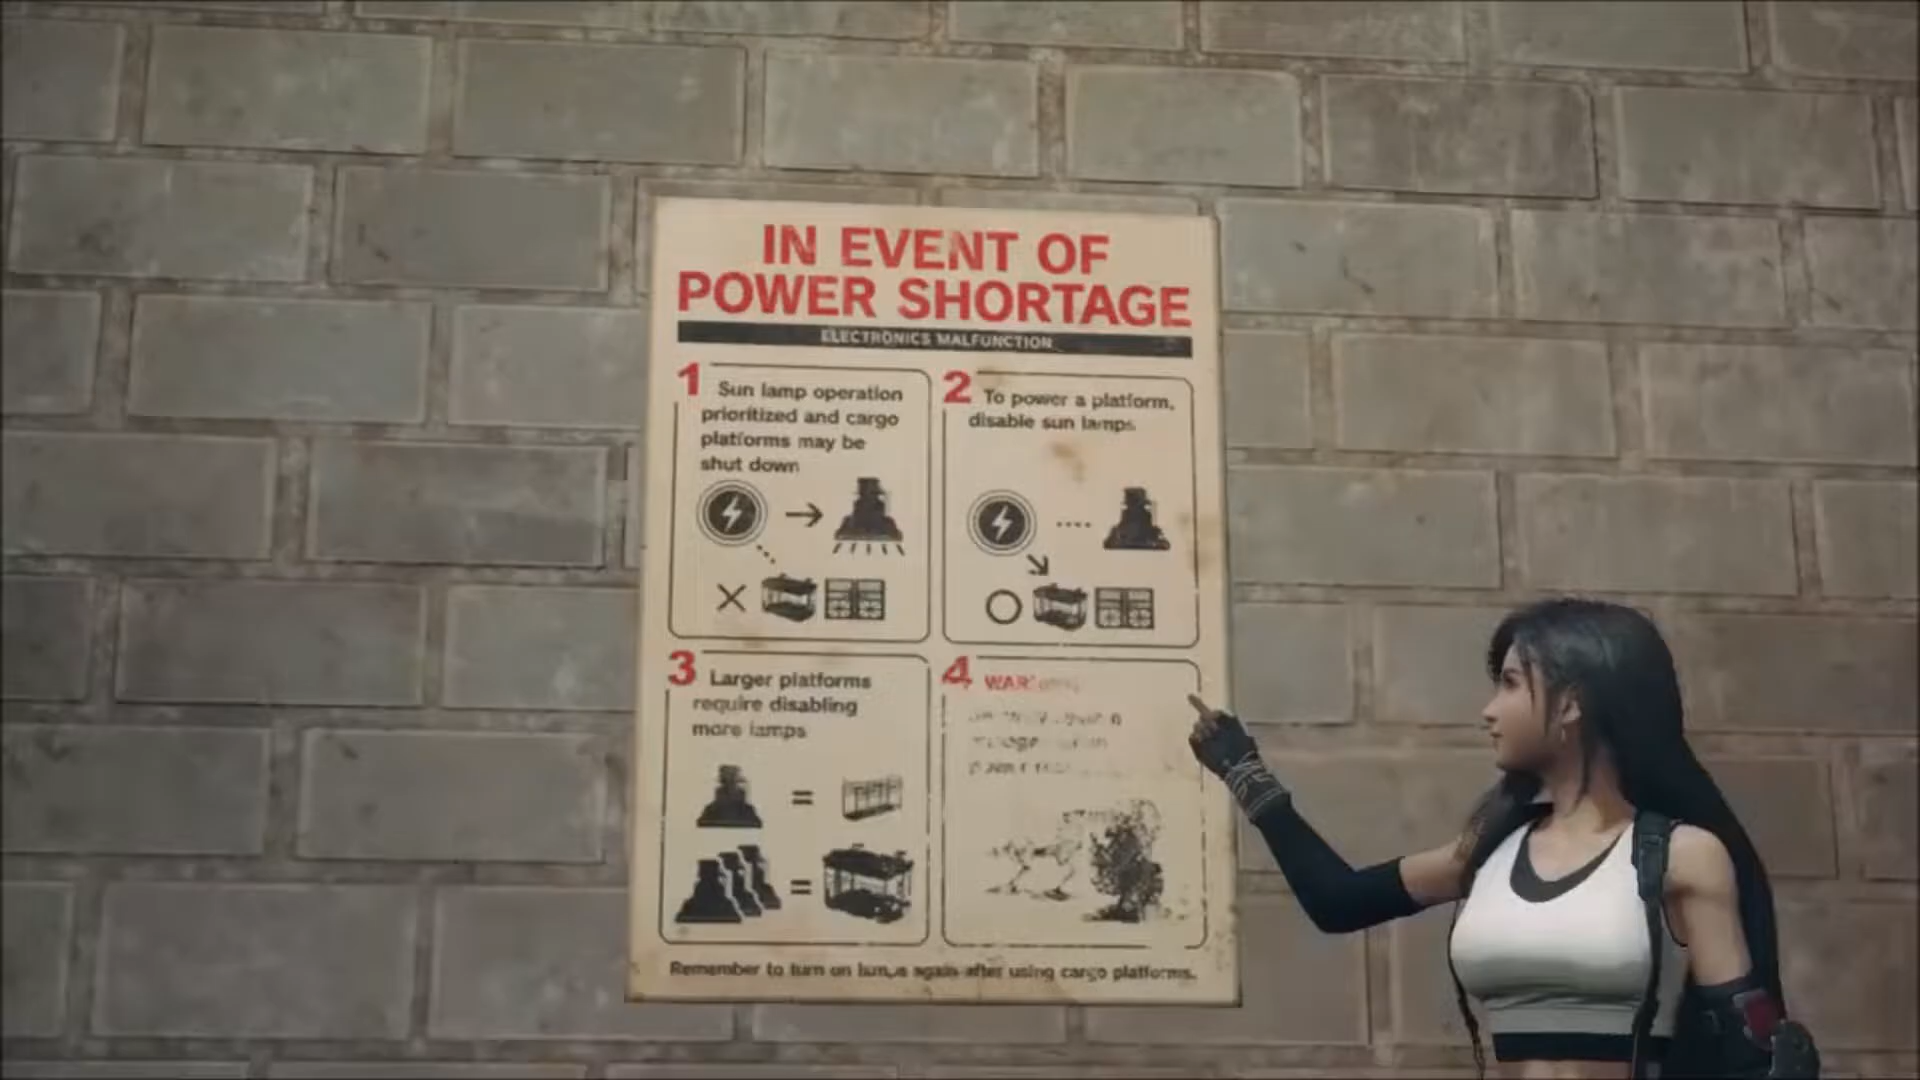 IN EVENT OF
POWER SHORTAGE
ELECTRONICS MALFUNCTION
1 Sun lamp operation
prioritized and cargo
platforms may be
shut down
2 To power a platform,
disable sun lamps
3 Larger platforms
require disabling
more lamps
4
Remember to turn on lamps again after using cargo platforms.